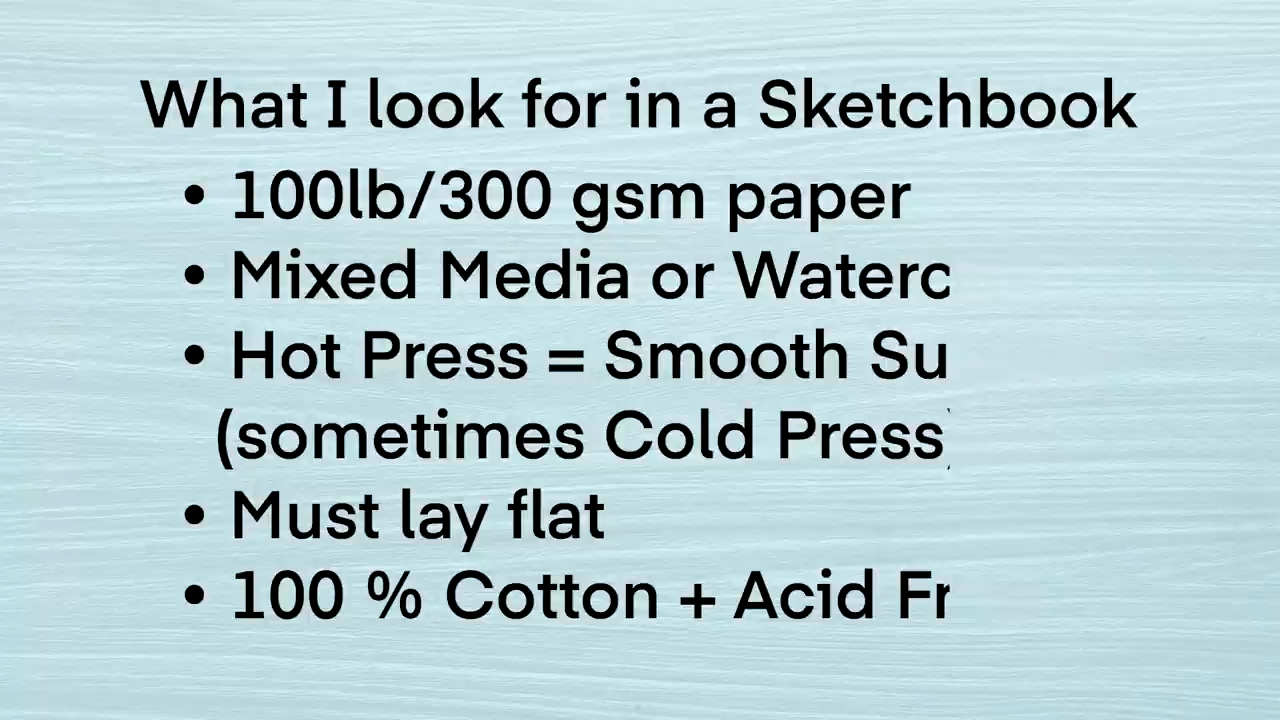 What I look for in a Sketchbook
• 100lb/300 gsm paper
• Mixed Media or Waterc
• Hot Press = Smooth Su
(sometimes Cold Press)
• Must lay flat
• 100 % Cotton + Acid Fr